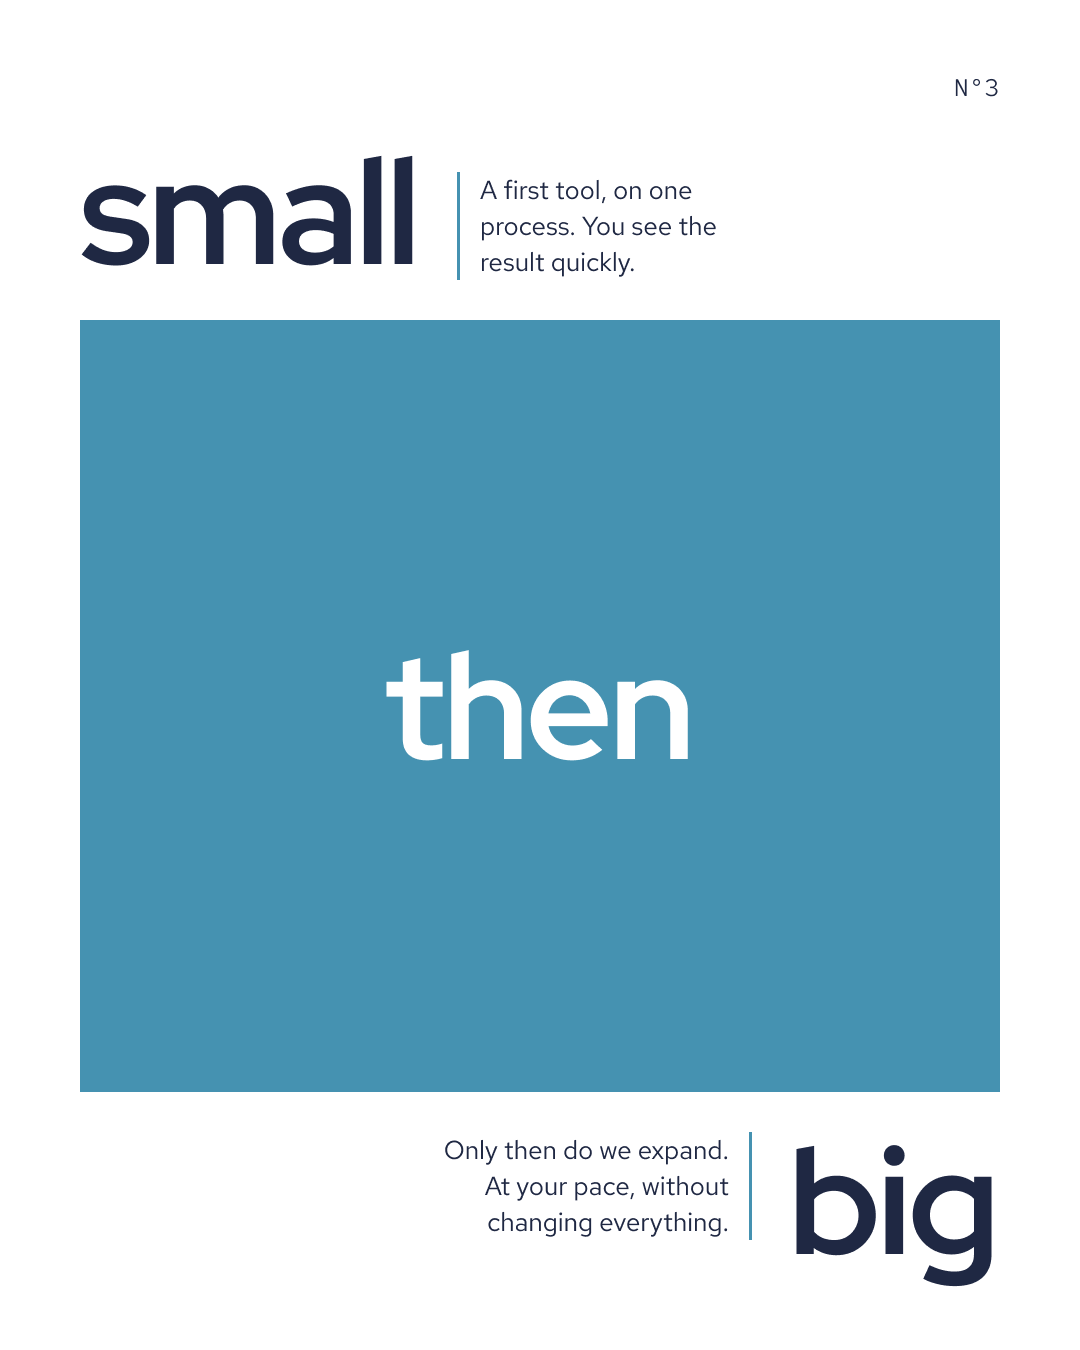 N°3
small
A first tool, on one
process. You see the
result quickly.
then
Only then do we expand.
At your pace, without
changing everything.
big